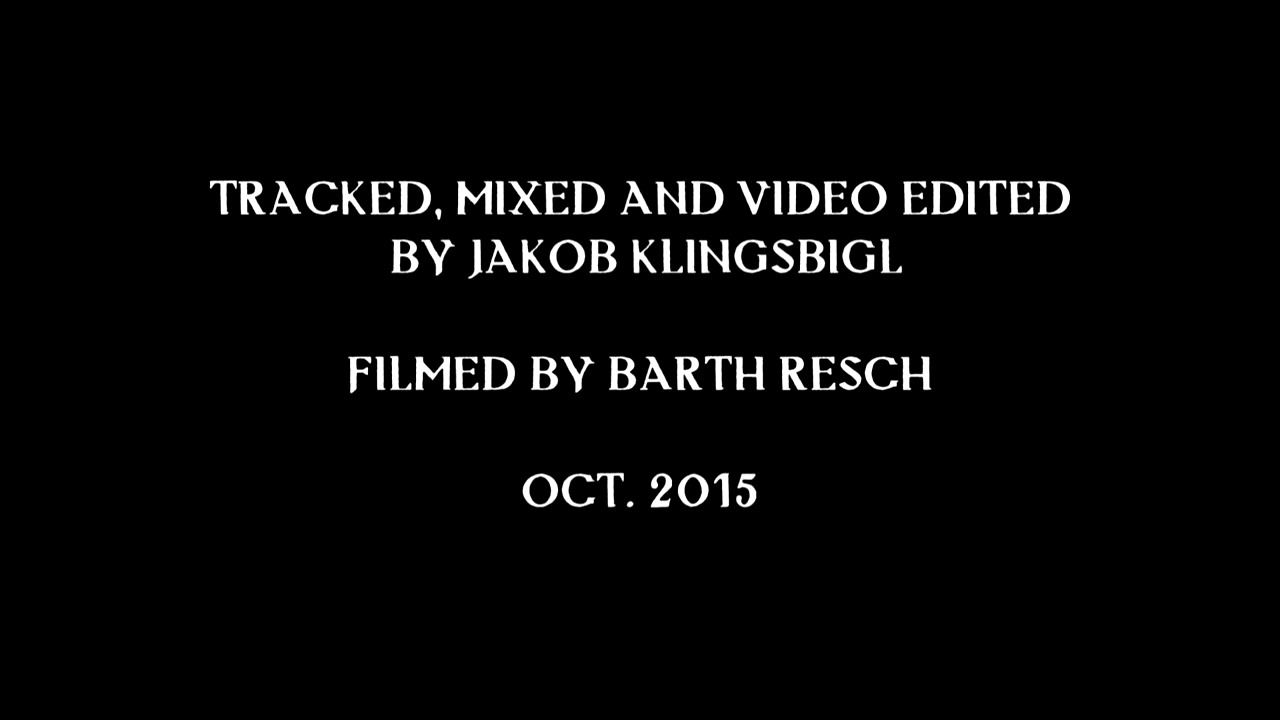 TRACKED, MIXED AND VIDEO EDITED
BY JAKOB KLINGSBIGL
FILMED BY BARTH RESCH
OCT. 2015